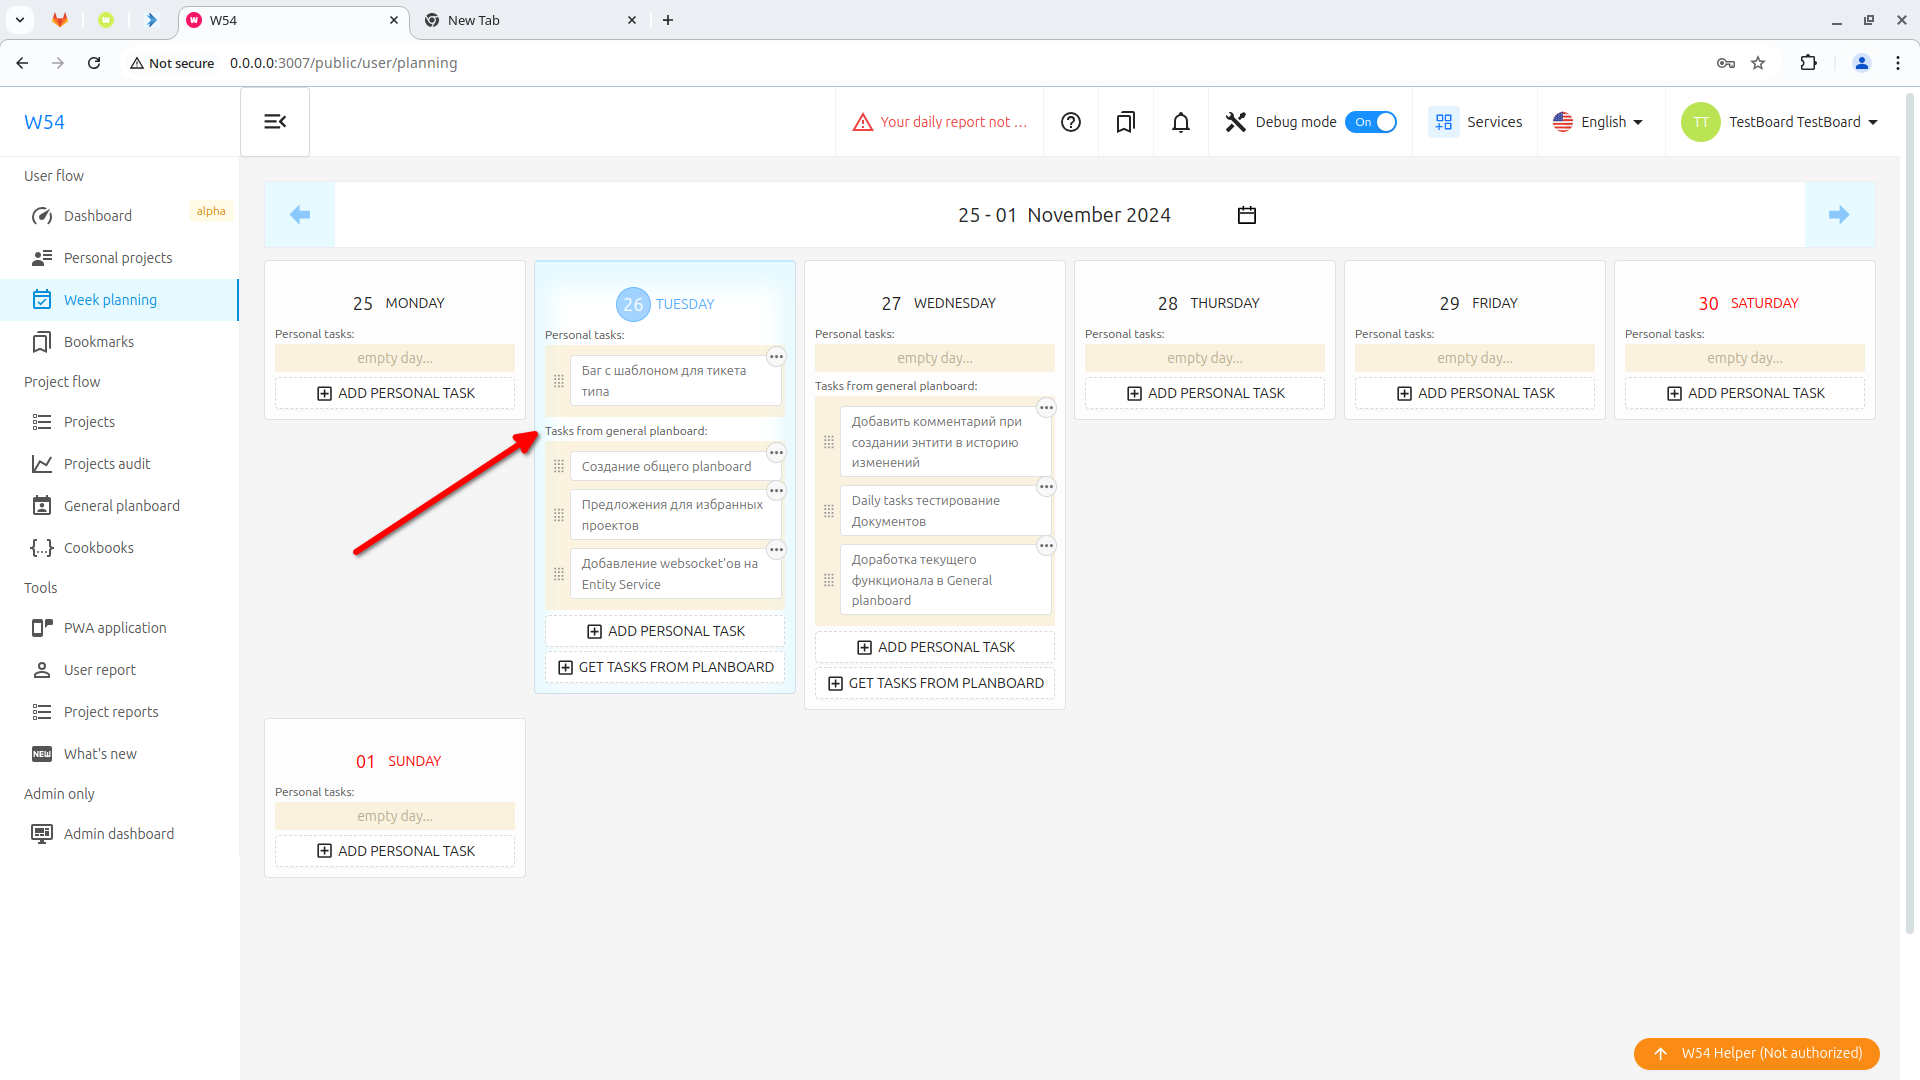 W54
New Tab
Not secure
0.0.0.0:3007/public/user/planning
W54
Your daily report not ...
Debug mode
On
Services
English
TT
TestBoard TestBoard
User flow
Dashboard
alpha
Personal projects
Week planning
Bookmarks
Project flow
Projects
Projects audit
General planboard
Cookbooks
Tools
PWA application
User report
Project reports
NEW
What's new
Admin only
Admin dashboard
25 - 01 November 2024
25 MONDAY
Personal tasks:
empty day...
ADD PERSONAL TASK
26 TUESDAY
Personal tasks:
Баг с шаблоном для тикета
типа
Tasks from general planboard:
Создание общего planboard
Предложения для избранных
проектов
Добавление websocket'ов на
Entity Service
ADD PERSONAL TASK
GET TASKS FROM PLANBOARD
27 WEDNESDAY
Personal tasks:
empty day...
Tasks from general planboard:
Добавить комментарий при
создании энтити в историю
изменений
Daily tasks тестирование
Документов
Доработка текущего
функционала в General
planboard
ADD PERSONAL TASK
GET TASKS FROM PLANBOARD
28 THURSDAY
Personal tasks:
empty day...
ADD PERSONAL TASK
29 FRIDAY
Personal tasks:
empty day...
ADD PERSONAL TASK
30 SATURDAY
Personal tasks:
empty day...
ADD PERSONAL TASK
01 SUNDAY
Personal tasks:
empty day...
ADD PERSONAL TASK
W54 Helper (Not authorized)